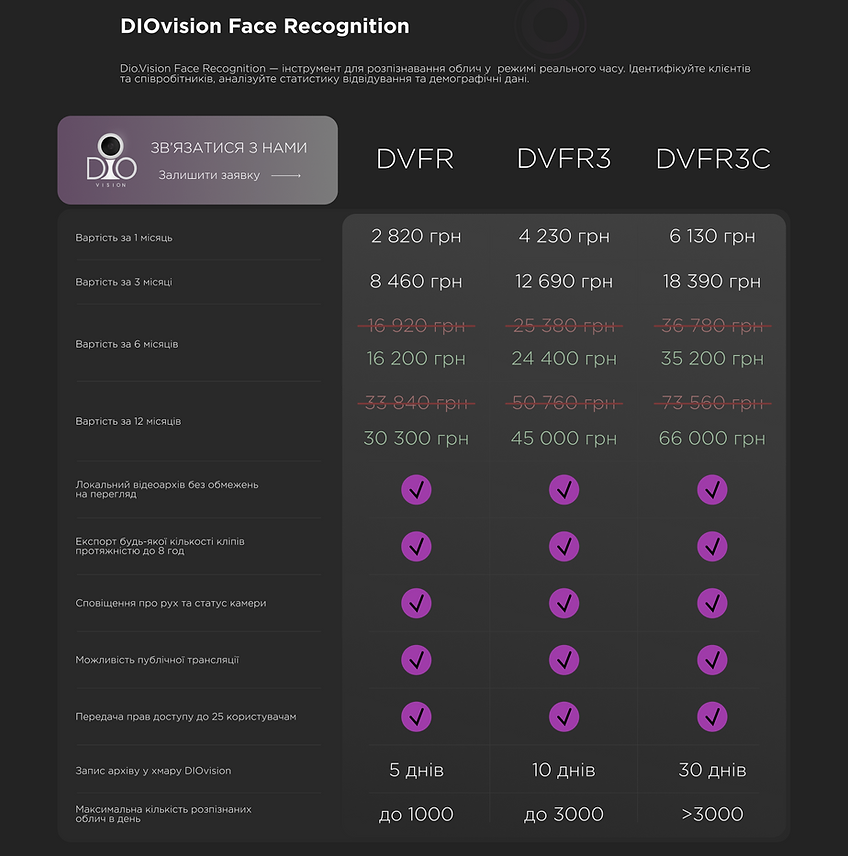 DIOvision Face Recognition
Dio.Vision Face Recognition — інструмент для розпізнавання облич у режимі реального часу. Ідентифікуйте клієнтів
та співробітників, аналізуйте статистику відвідування та демографічні дані.
DIO
VISION
ЗВ'ЯЗАТИСЯ З НАМИ
Залишити заявку
DVFR DVFR3 DVFR3C
Вартість за 1 місяць 2 820 грн 4 230 грн 6 130 грн
Вартість за 3 місяці 8 460 грн 12 690 грн 18 390 грн
Вартість за 6 місяців
16 920 грн 25 380 грн 36 780 грн
16 200 грн 24 400 грн 35 200 грн
Вартість за 12 місяців
33 840 грн 50 760 грн 73 560 грн
30 300 грн 45 000 грн 66 000 грн
Локальний відеоархів без обмежень
на перегляд
Експорт будь-якої кількості кліпів
протяжністю до 8 год
Сповіщення про рух та статус камери
Можливість публічної трансляції
Передача прав доступу до 25 користувачам
Запис архіву у хмару DIOvision 5 днів 10 днів 30 днів
Максимальна кількість розпізнаних
облич в день
до 1000 до 3000 >3000